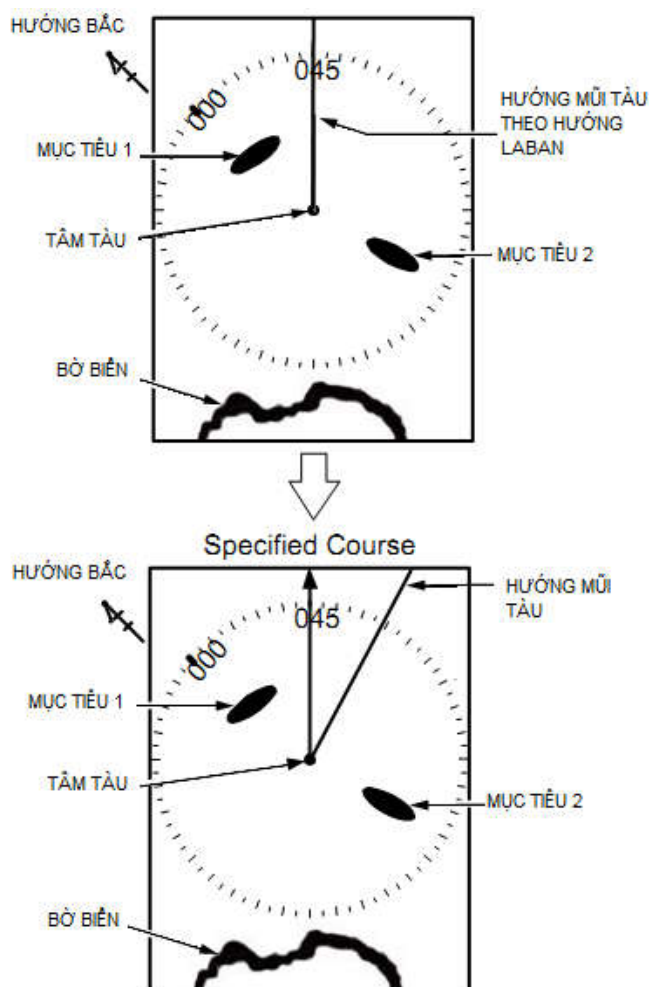 HƯỚNG BẮC
045
000
HƯỚNG MŨI TÀU
THEO HƯỚNG
LABAN
MỤC TIÊU 1
TÂM TÀU
MỤC TIÊU 2
BỜ BIỂN
Specified Course
HƯỚNG BẮC
HƯỚNG MŨI
TÀU
045
000
MỤC TIÊU 1
TÂM TÀU
MỤC TIÊU 2
BỜ BIỂN